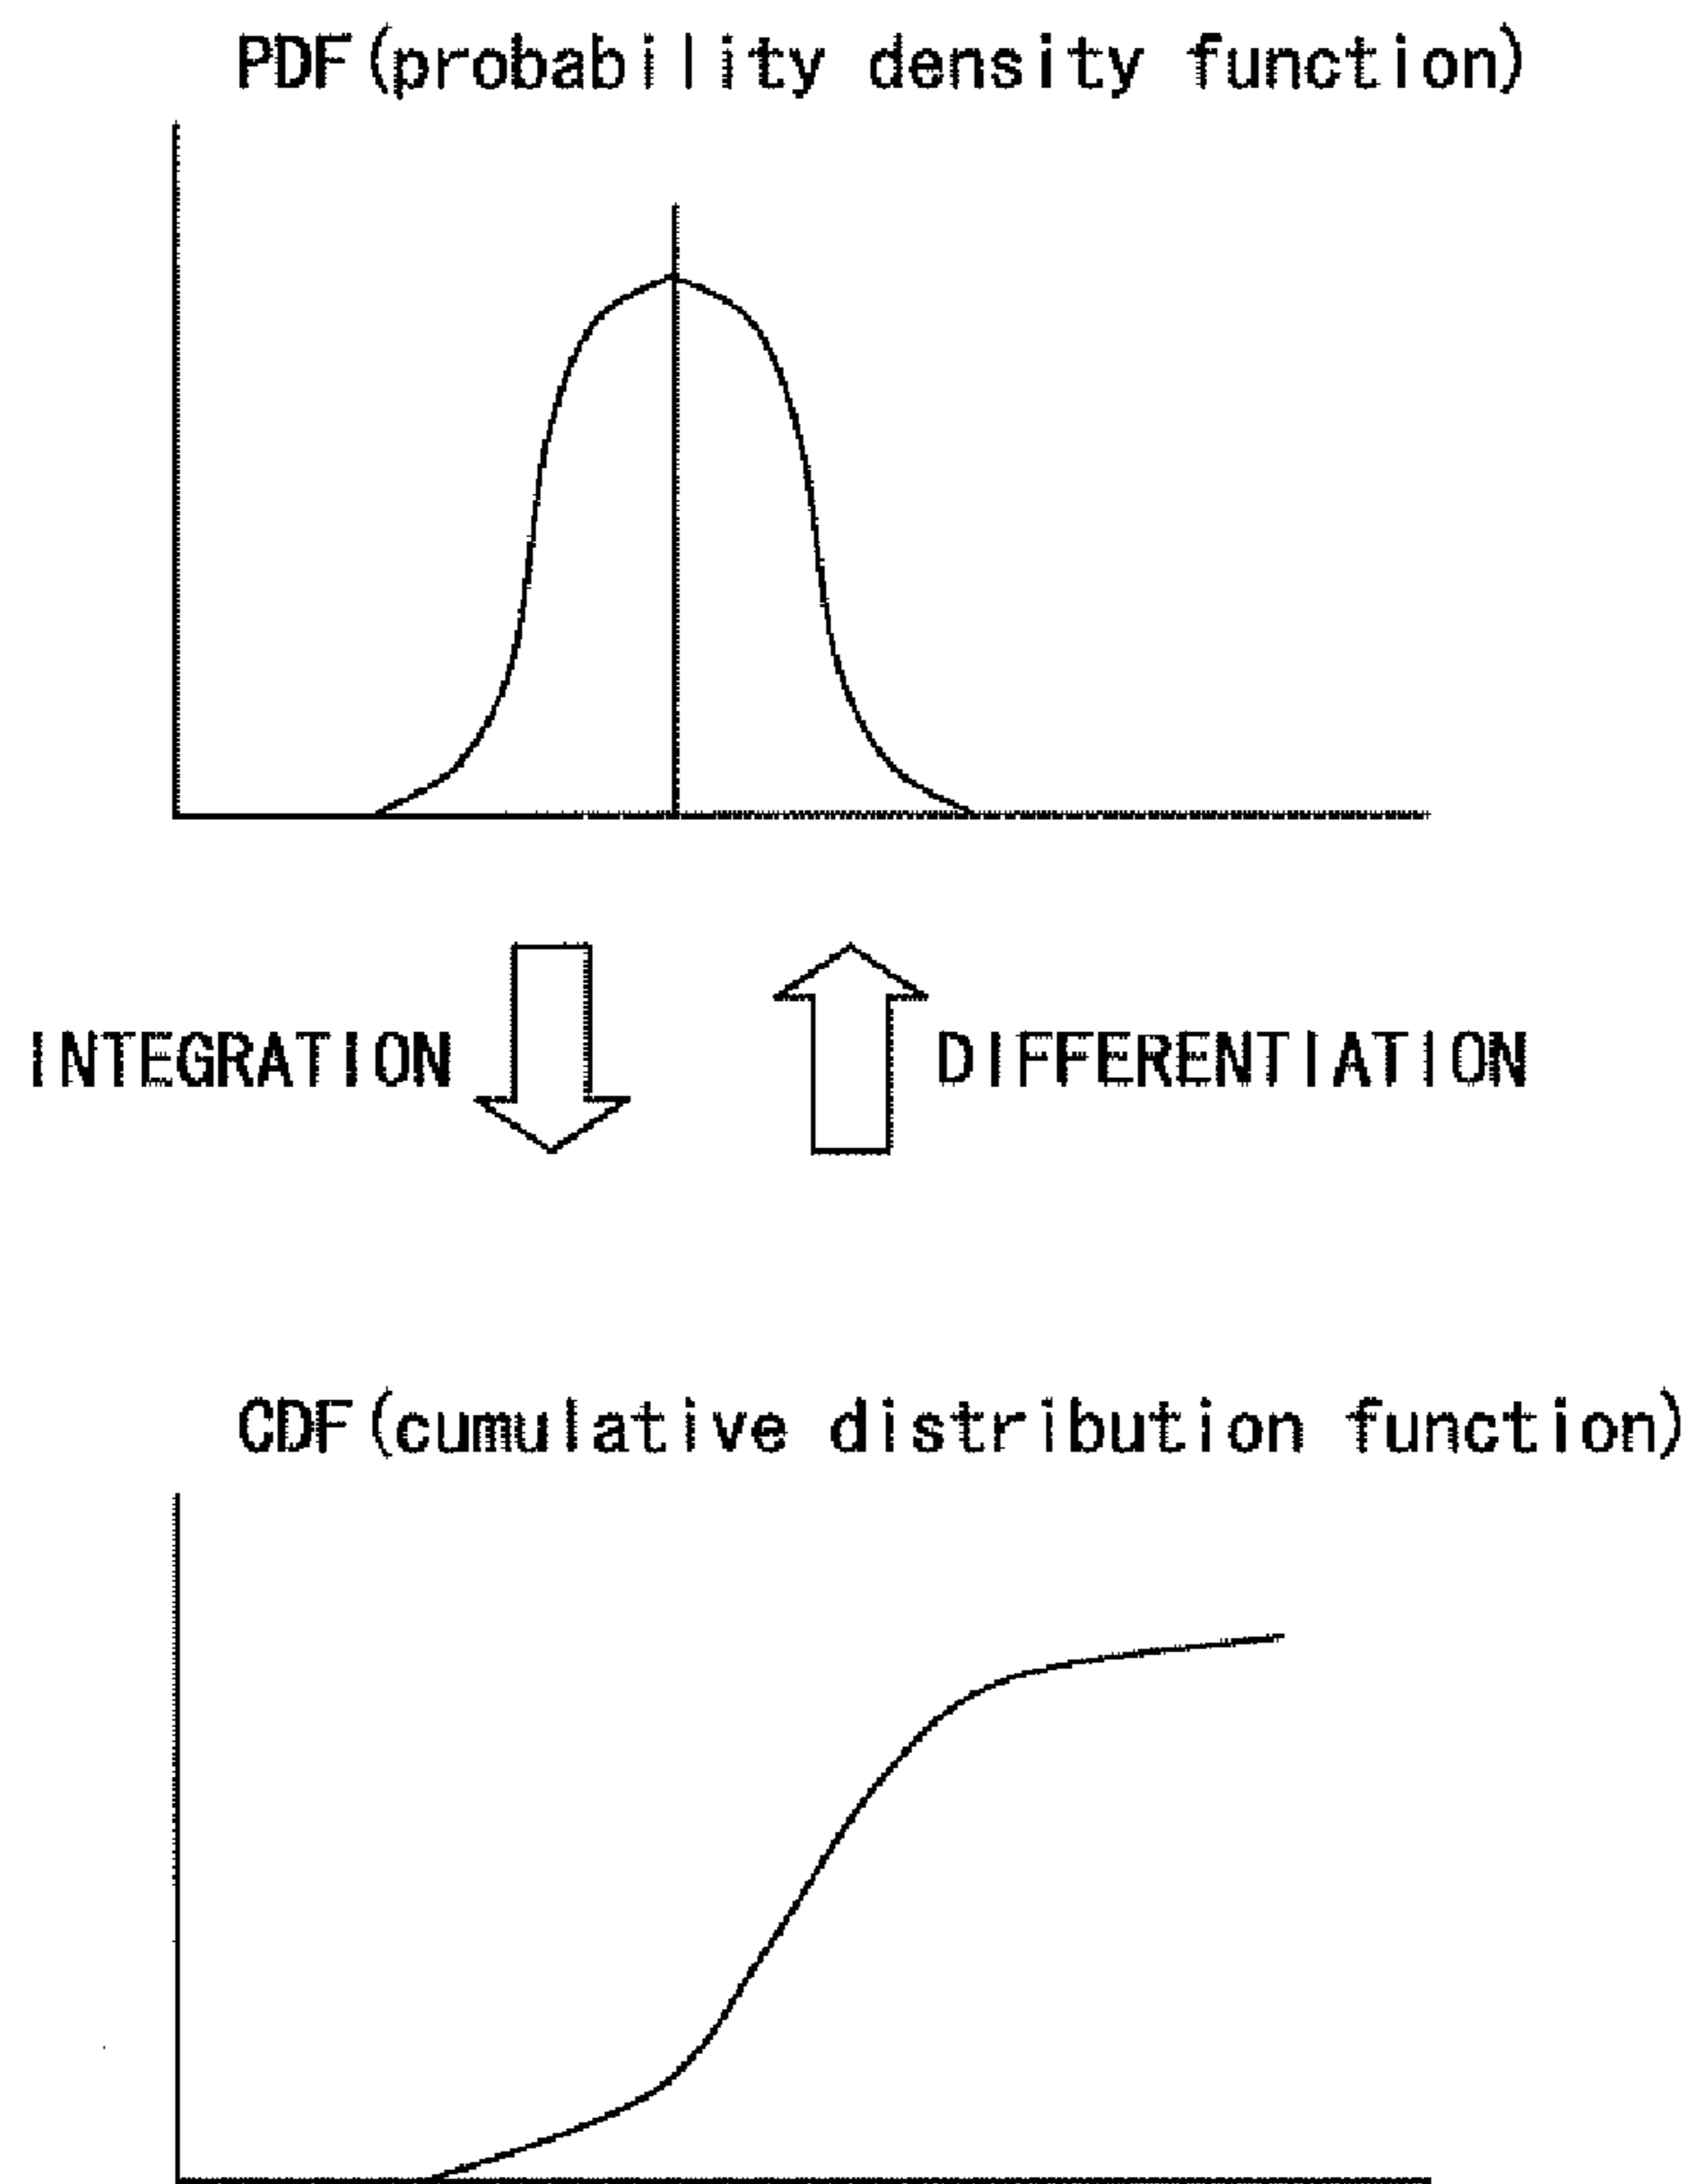 PDF(probability density function)
INTEGRATION
DIFFERENTIATION
CDF(cumulative distribution function)